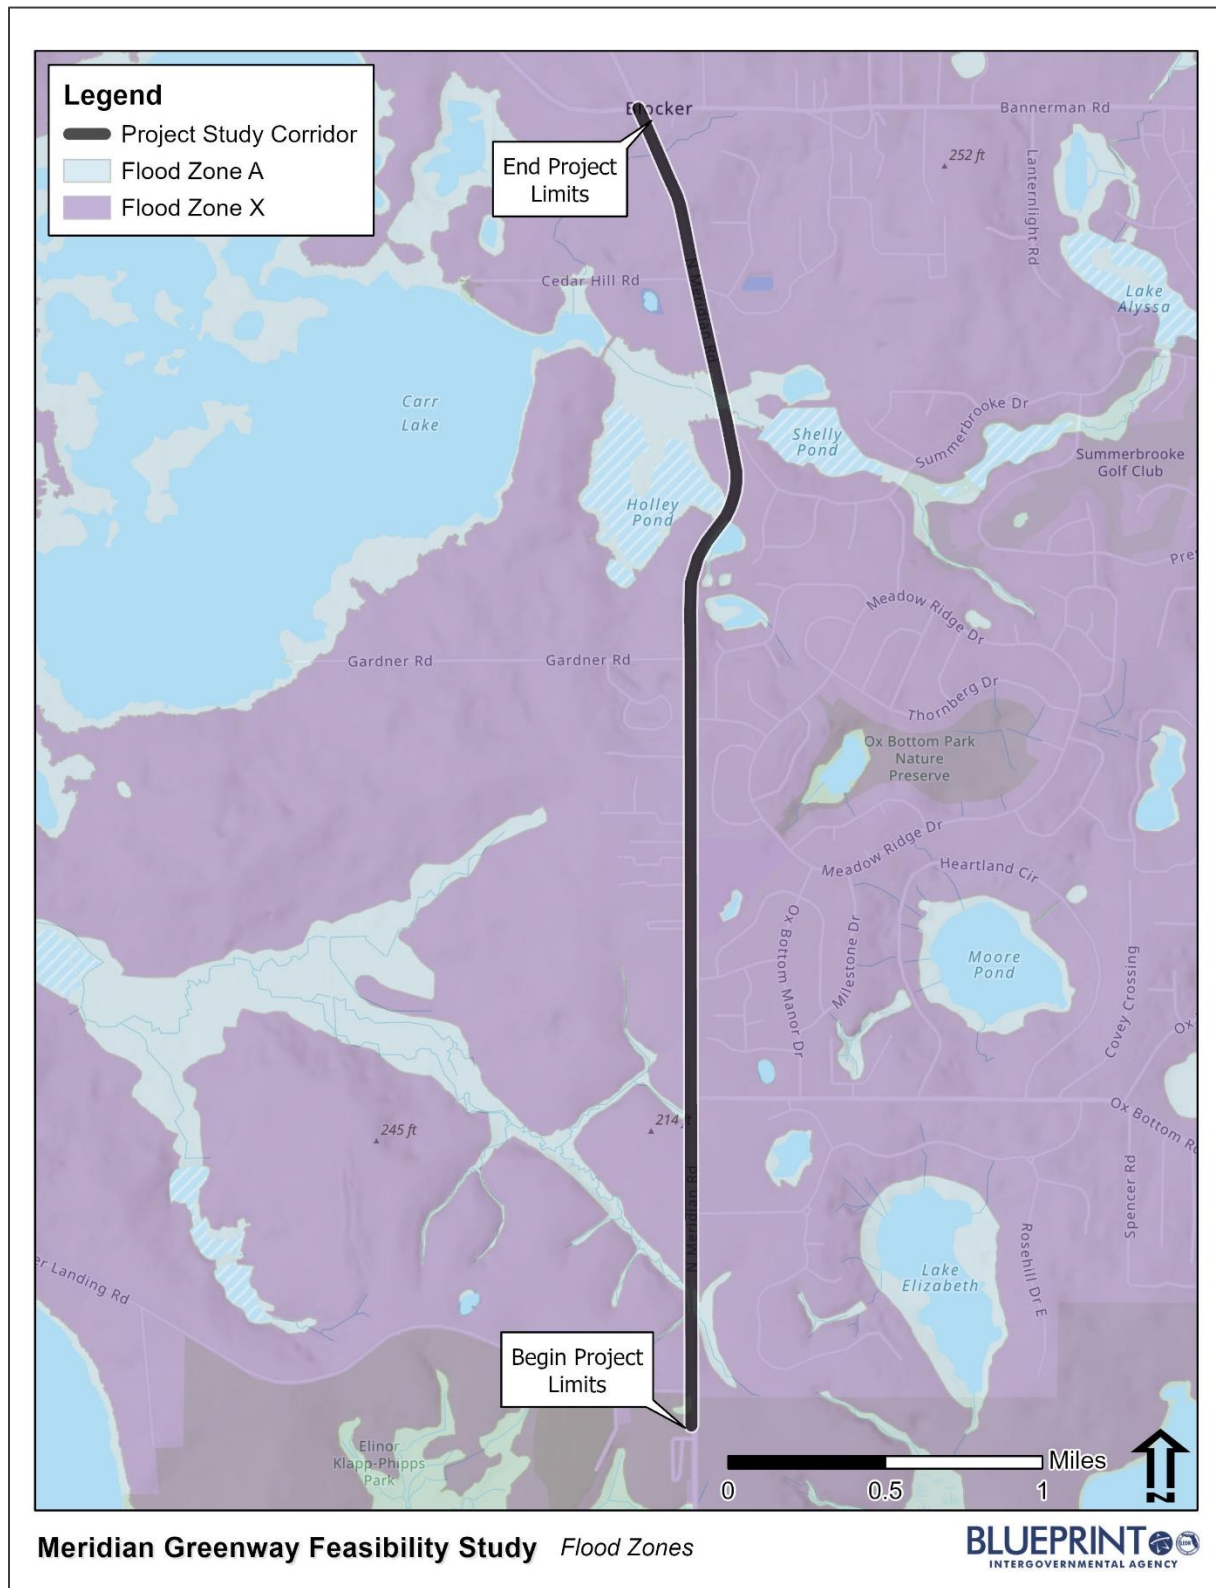 Legend
Project Study Corridor
Flood Zone A
Flood Zone X
Blocker
Bannerman Rd
End Project
Limits
252 ft
Lanternlight Rd
N Meridian Rd
Cedar Hill Rd
Lake
Alyssa
Carr
Lake
Summerbrooke Dr
Shelly
Pond
Summerbrooke
Golf Club
Holley
Pond
Meadow Ridge Dr
Gardner Rd
Gardner Rd
Thornberg Dr
Ox Bottom Park
Nature
Preserve
Meadow Ridge Dr
Heartland Cir
Ox Bottom Manor Dr
Milestone Dr
Moore
Pond
Covey Crossing
Ox
245 ft
214 ft
Ox Bottom Rd
N Meridian Rd
Spencer Rd
Rosehill Dr E
er Landing Rd
Lake
Elizabeth
Begin Project
Limits
Elinor
Klapp-Phipps
Park
Miles
0 0.5 1
N
Meridian Greenway Feasibility Study Flood Zones
BLUEPRINT
INTERGOVERNMENTAL AGENCY